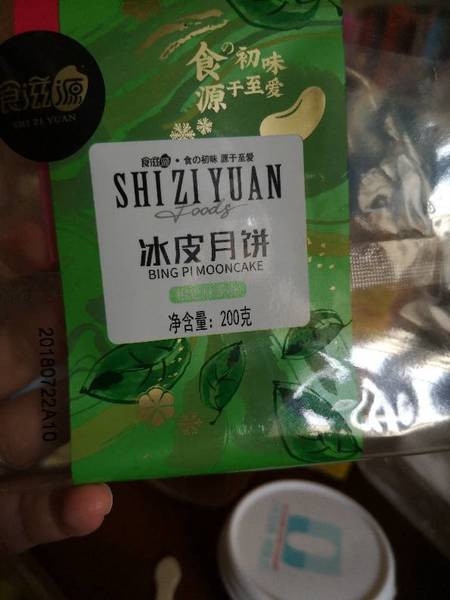 食滋源
SHI ZI YUAN
食の初味
源于至爱
食滋源·食の初味 源于至爱
SHI ZI YUAN
Foods
冰皮月饼
BING PI MOONCAKE
净含量：200克
20180722A10